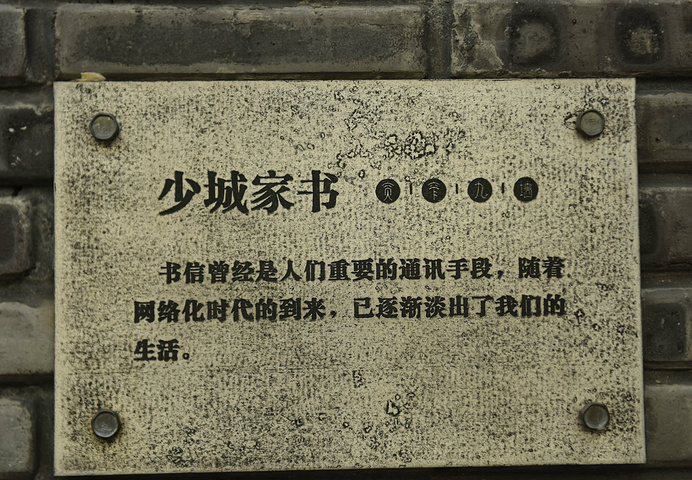 少城家书
书信曾经是人们重要的通讯手段，随着
网络化时代的到来，已逐渐淡出了我们的
生活。